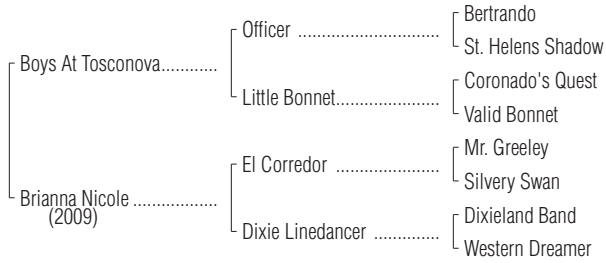 Bertrando
Officer ........................
St. Helens Shadow
Boys At Tosconova............
Coronado's Quest
Little Bonnet......................
Valid Bonnet
Mr. Greeley
El Corredor ......................
Silvery Swan
Brianna Nicole ..................
(2009)
Dixieland Band
Dixie Linedancer ..............
Western Dreamer